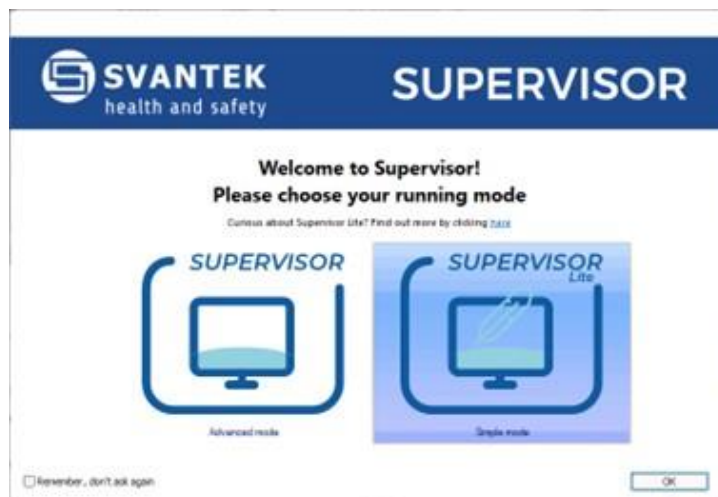 SVANTEK
health and safety
SUPERVISOR
Welcome to Supervisor!
Please choose your running mode
Curious about Supervisor Lite? Find out more by clicking here
SUPERVISOR
SUPERVISOR
Lite
Advanced mode
Simple mode
Remember, don't ask again
OK